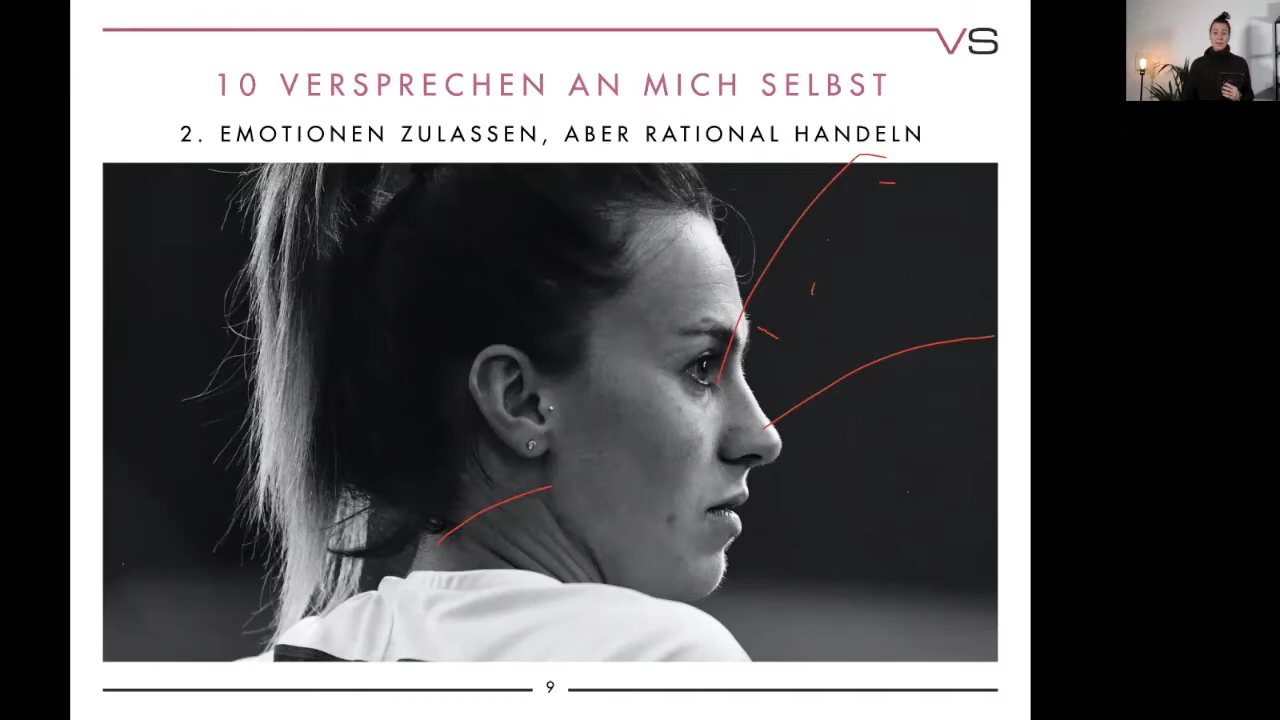 VS
10 VERSPRECHEN AN MICH SELBST
2. EMOTIONEN ZULASSEN, ABER RATIONAL HANDELN
9